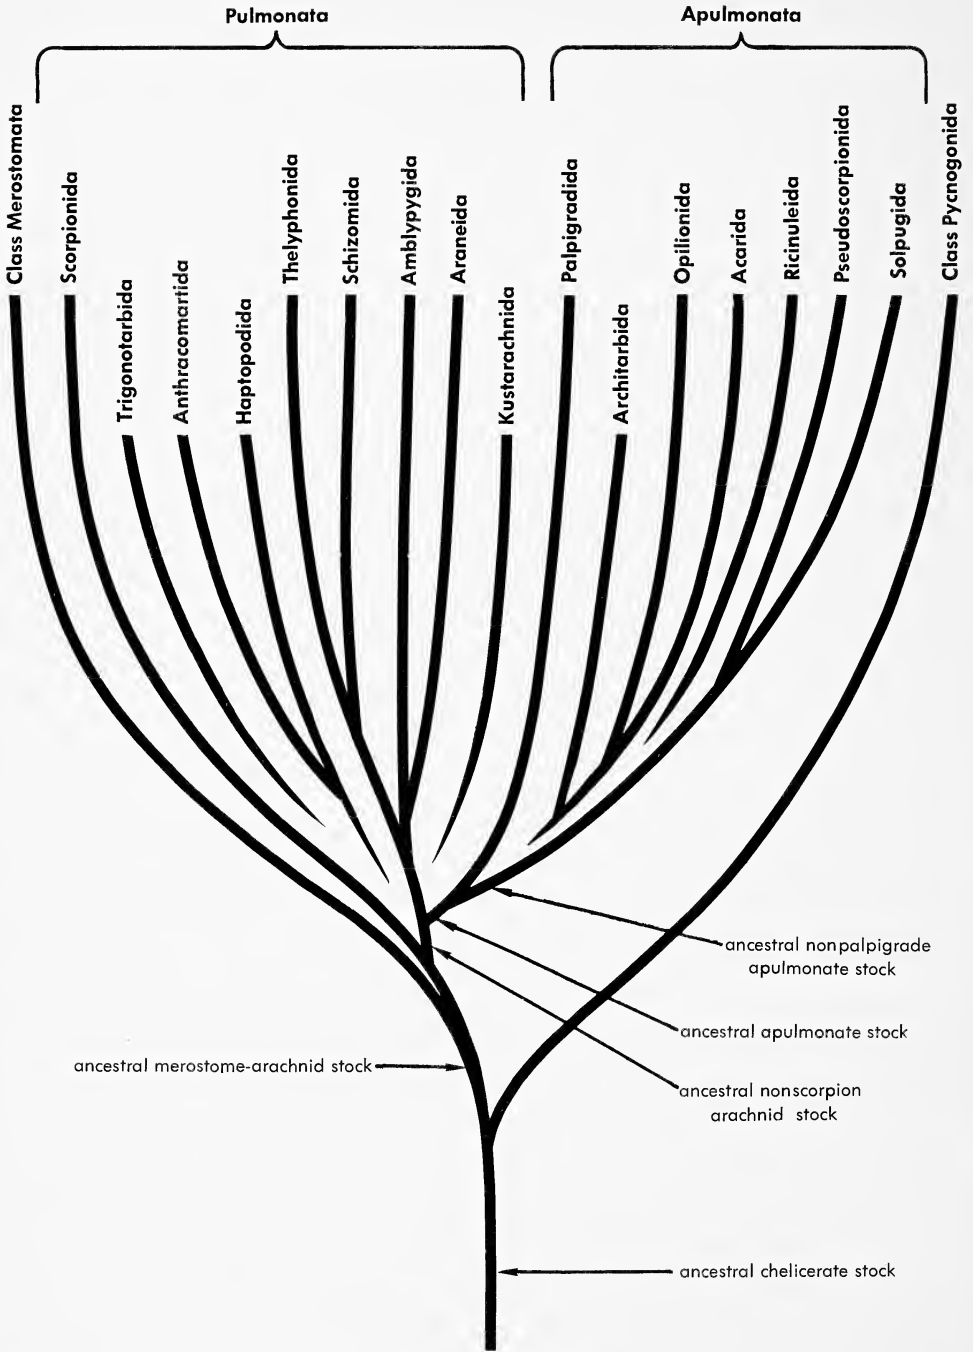 Pulmonata
Apulmonata
Class Merostomata
Scorpionida
Trigonotarbida
Anthracomartida
Haptopodida
Thelyphonida
Schizomida
Amblypygida
Araneida
Kustarachnida
Palpigradida
Architarbida
Opilionida
Acarida
Ricinuleida
Pseudoscorpionida
Solpugida
Class Pycnogonida
ancestral nonpalpigrade
apulmonate stock
ancestral apulmonate stock
ancestral merostome-arachnid stock
ancestral nonscorpion
arachnid stock
ancestral chelicerate stock